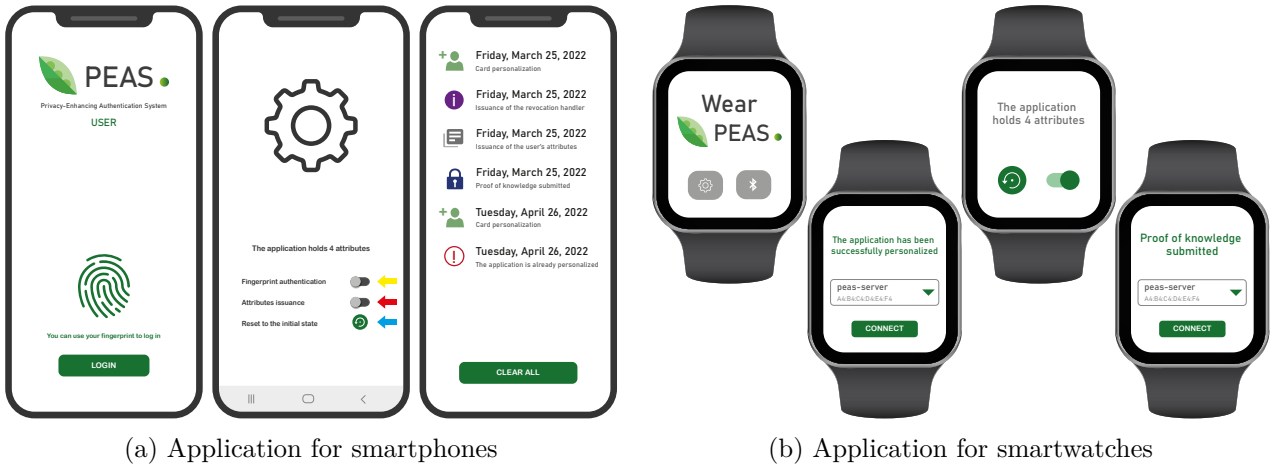 PEAS
Privacy-Enhancing Authentication System
USER
You can use your fingerprint to log in
LOGIN
The application holds 4 attributes
Fingerprint authentication
Attributes issuance
Reset to the initial state
Friday, March 25, 2022
Card personalization
Friday, March 25, 2022
Issuance of the revocation handler
Friday, March 25, 2022
Issuance of the user's attributes
Friday, March 25, 2022
Proof of knowledge submitted
Tuesday, April 26, 2022
Card personalization
Tuesday, April 26, 2022
The application is already personalized
CLEAR ALL
(a) Application for smartphones
Wear
PEAS
The application has been
successfully personalized
peas-server
A4:B4:C4:D4:E4:F4
CONNECT
The application
holds 4 attributes
Proof of knowledge
submitted
peas-server
A4:B4:C4:D4:E4:F4
CONNECT
(b) Application for smartwatches